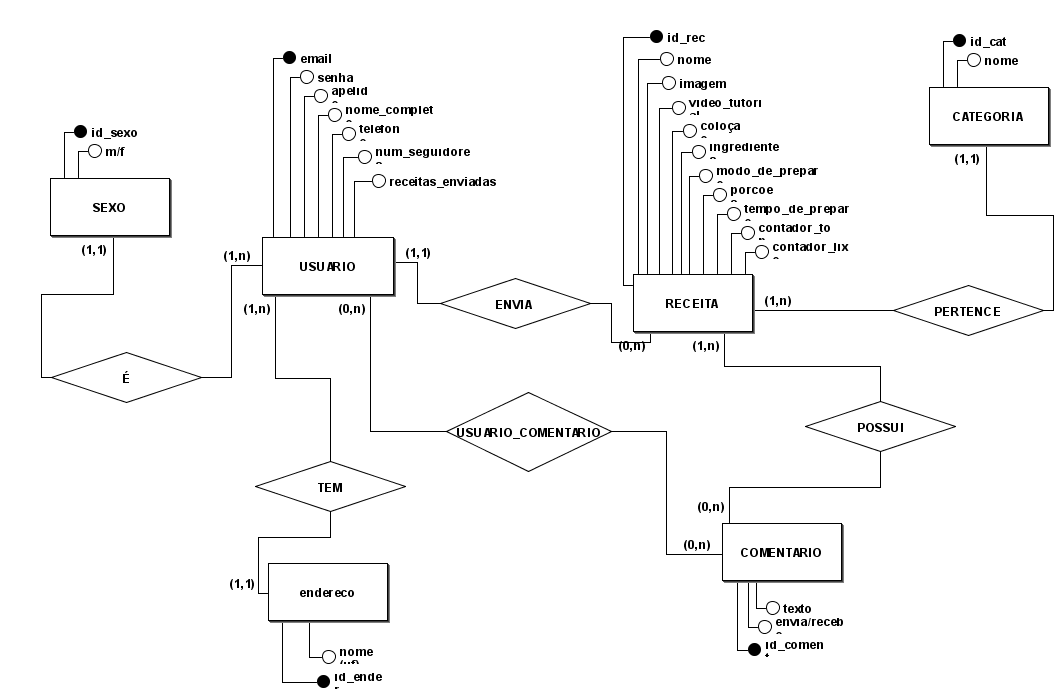 email
senha
apelid
nome_complet
telefon
num_seguidore
receitas_enviadas
id_sexo
m/f
SEXO
(1,1)
(1,n)
USUARIO
(1,1)
(1,n)
(0,n)
É
ENVIA
id_rec
nome
imagem
video_tutori
coloça
ingrediente
modo_de_prepar
porcoe
tempo_de_prepar
contador_to
contador_lix
RECEITA
(0,n)
(1,n)
(1,n)
id_cat
nome
CATEGORIA
(1,1)
PERTENCE
USUARIO_COMENTARIO
POSSUI
TEM
(0,n)
(0,n)
COMENTARIO
texto
envia/receb
id_comen
(1,1)
endereco
nome
(uf)
id_ende